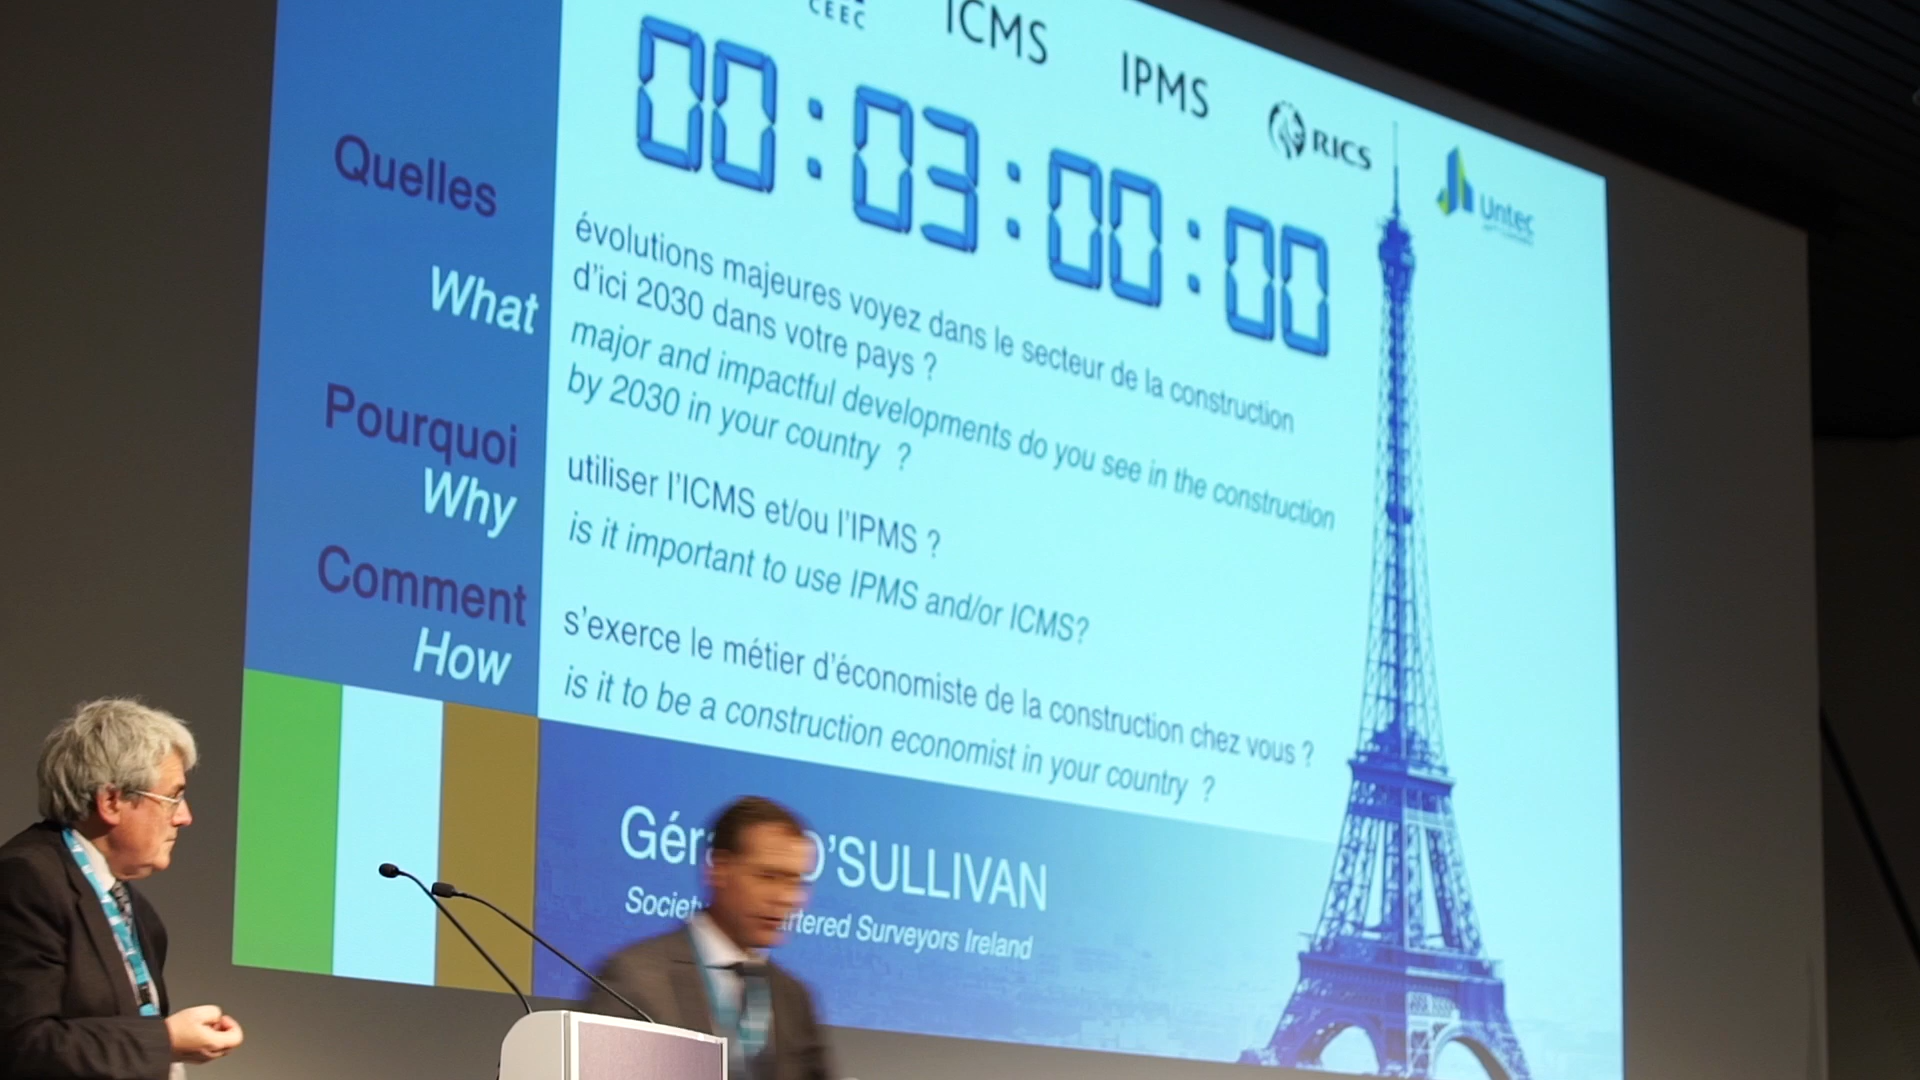 CEEC
ICMS
IPMS
RICS
Untec
00:03:00:00
Quelles
évolutions majeures voyez dans le secteur de la construction
d'ici 2030 dans votre pays ?
What
major and impactful developments do you see in the construction
by 2030 in your country ?
Pourquoi
utiliser l'ICMS et/ou l'IPMS ?
Why
is it important to use IPMS and/or ICMS?
Comment
s'exerce le métier d'économiste de la construction chez vous ?
How
is it to be a construction economist in your country ?
O'SULLIVAN
Surveyors Ireland